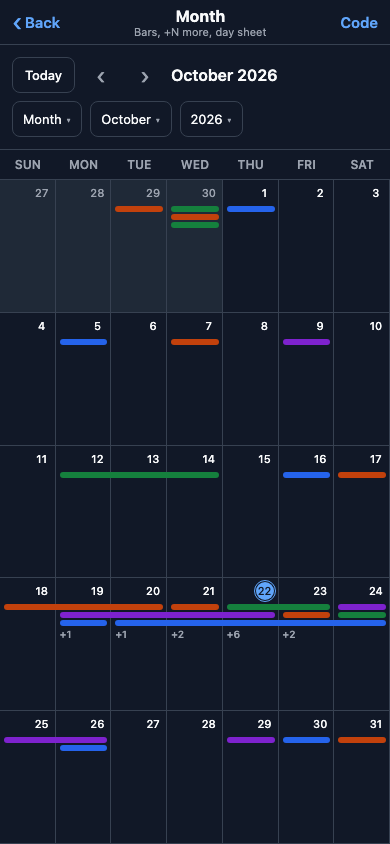 Back
Month
Bars, +N more, day sheet
Code
Today
October 2026
Month
October
2026
SUN MON TUE WED THU FRI SAT
27 28 29 30 1 2 3
4 5 6 7 8 9 10
11 12 13 14 15 16 17
18 19 20 21 22 23 24
+1 +1 +2 +6 +2
25 26 27 28 29 30 31